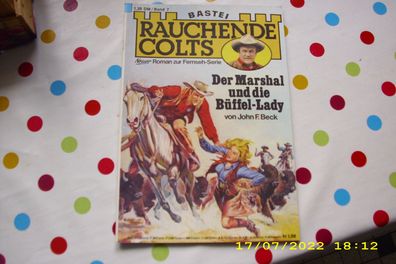 1,20 DM / Band 7
BASTEI
RAUCHENDE
COLTS
Roman zur Fernseh-Serie
Der Marshal
und die
Büffel-Lady
von John F. Beck
17/07/2022 18:12